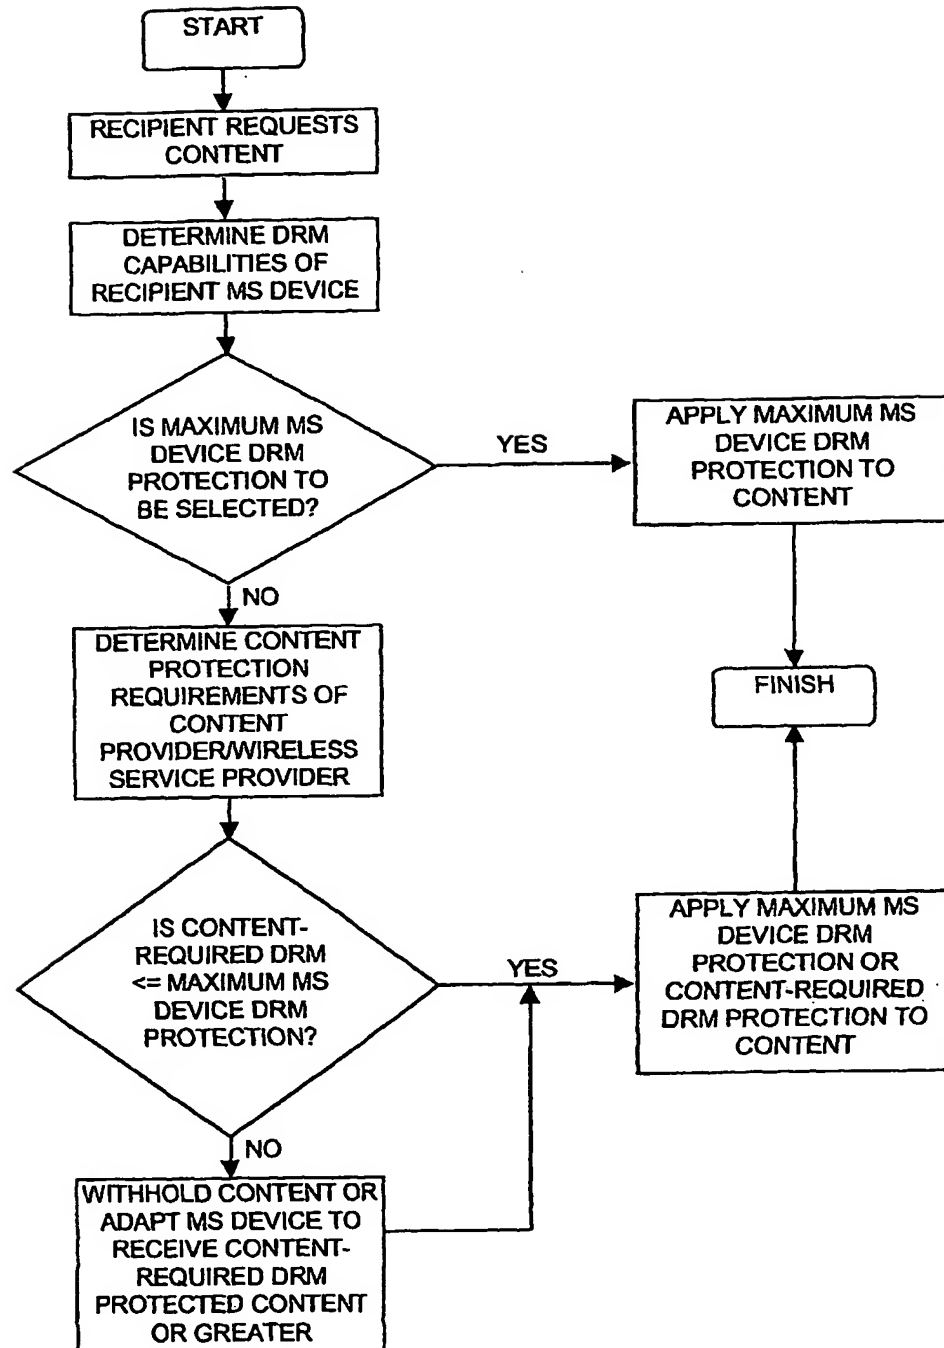 START
RECIPIENT REQUESTS
CONTENT
DETERMINE DRM
CAPABILITIES OF
RECIPIENT MS DEVICE
IS MAXIMUM MS
DEVICE DRM
PROTECTION TO
BE SELECTED?
YES
APPLY MAXIMUM MS
DEVICE DRM
PROTECTION TO
CONTENT
NO
DETERMINE CONTENT
PROTECTION
REQUIREMENTS OF
CONTENT
PROVIDER/WIRELESS
SERVICE PROVIDER
FINISH
IS CONTENT-
REQUIRED DRM
<= MAXIMUM MS
DEVICE DRM
PROTECTION?
YES
APPLY MAXIMUM MS
DEVICE DRM
PROTECTION OR
CONTENT-REQUIRED
DRM PROTECTION TO
CONTENT
NO
WITHHOLD CONTENT OR
ADAPT MS DEVICE TO
RECEIVE CONTENT-
REQUIRED DRM
PROTECTED CONTENT
OR GREATER